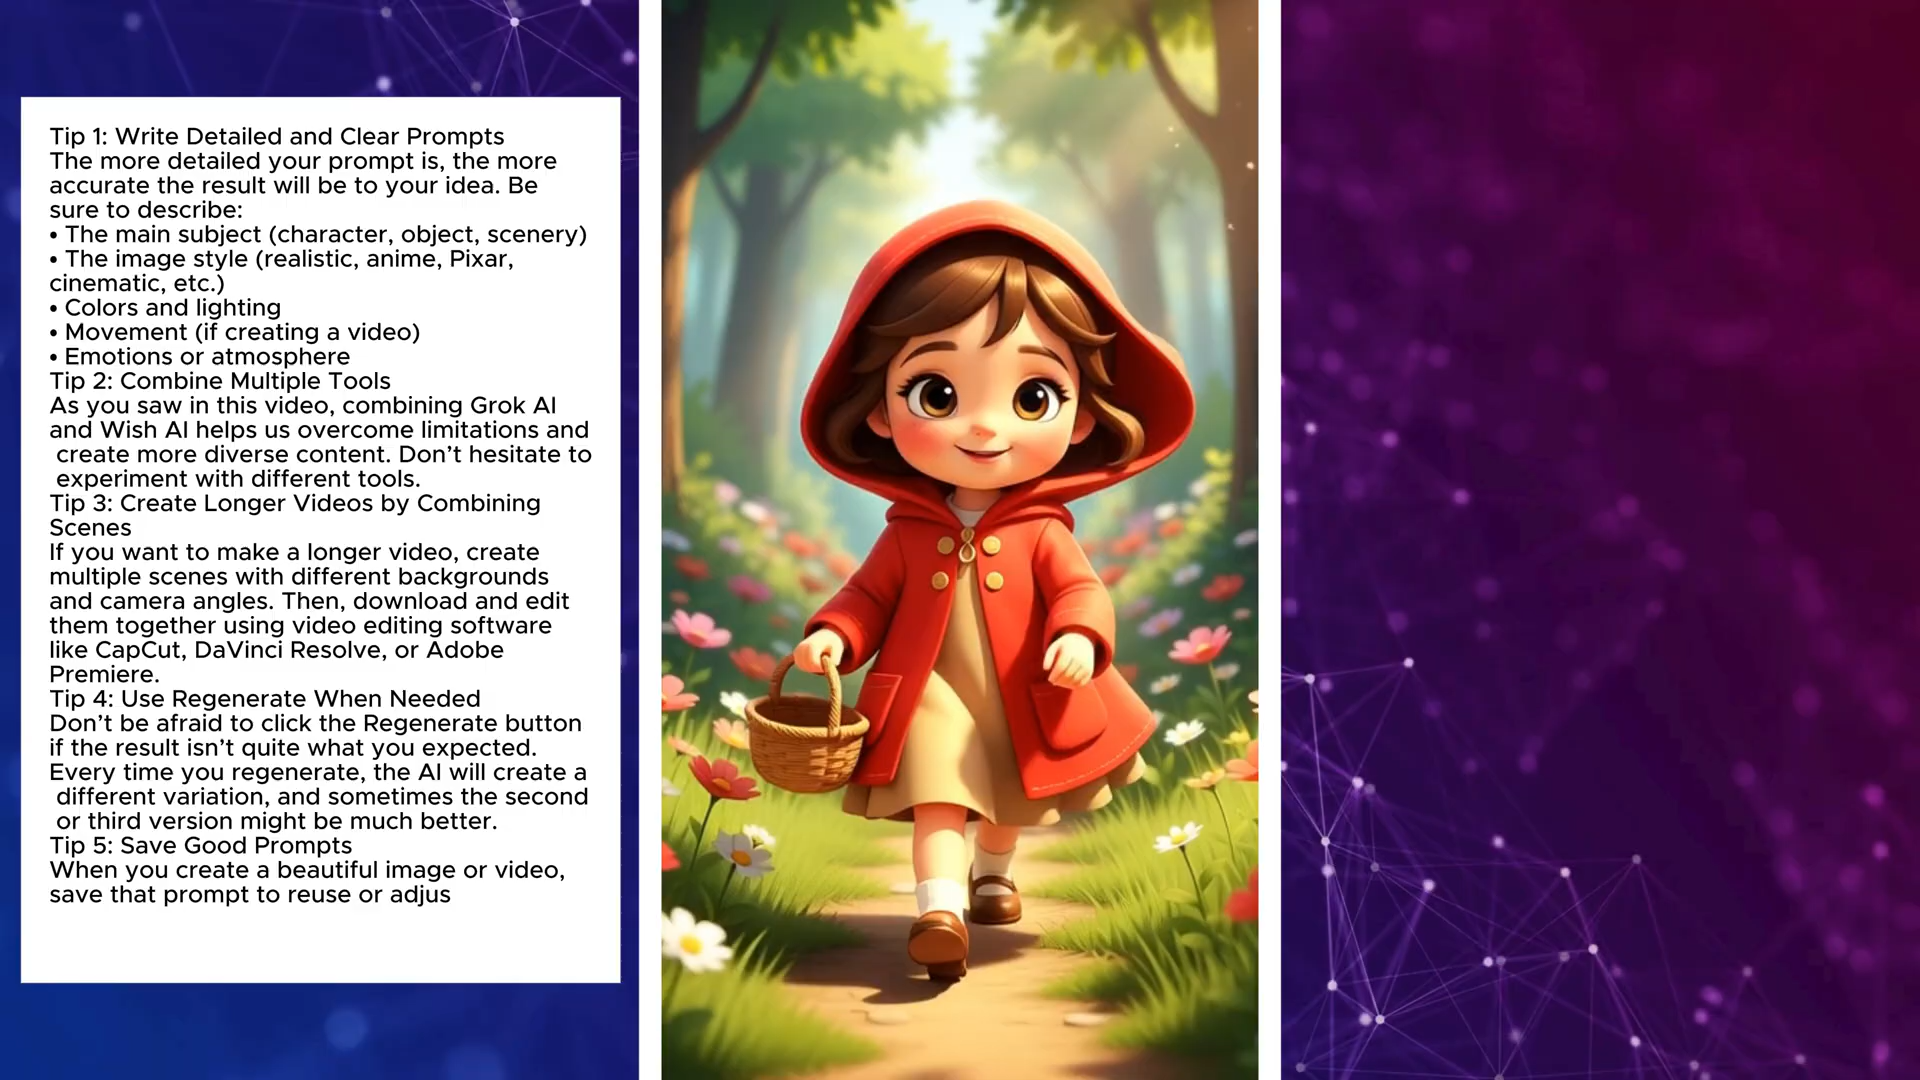 Tip 1: Write Detailed and Clear Prompts
The more detailed your prompt is, the more
accurate the result will be to your idea. Be
sure to describe:
• The main subject (character, object, scenery)
• The image style (realistic, anime, Pixar,
cinematic, etc.)
• Colors and lighting
• Movement (if creating a video)
• Emotions or atmosphere
Tip 2: Combine Multiple Tools
As you saw in this video, combining Grok AI
and Wish AI helps us overcome limitations and
create more diverse content. Don’t hesitate to
experiment with different tools.
Tip 3: Create Longer Videos by Combining
Scenes
If you want to make a longer video, create
multiple scenes with different backgrounds
and camera angles. Then, download and edit
them together using video editing software
like CapCut, DaVinci Resolve, or Adobe
Premiere.
Tip 4: Use Regenerate When Needed
Don’t be afraid to click the Regenerate button
if the result isn’t quite what you expected.
Every time you regenerate, the AI will create a
different variation, and sometimes the second
or third version might be much better.
Tip 5: Save Good Prompts
When you create a beautiful image or video,
save that prompt to reuse or adjus